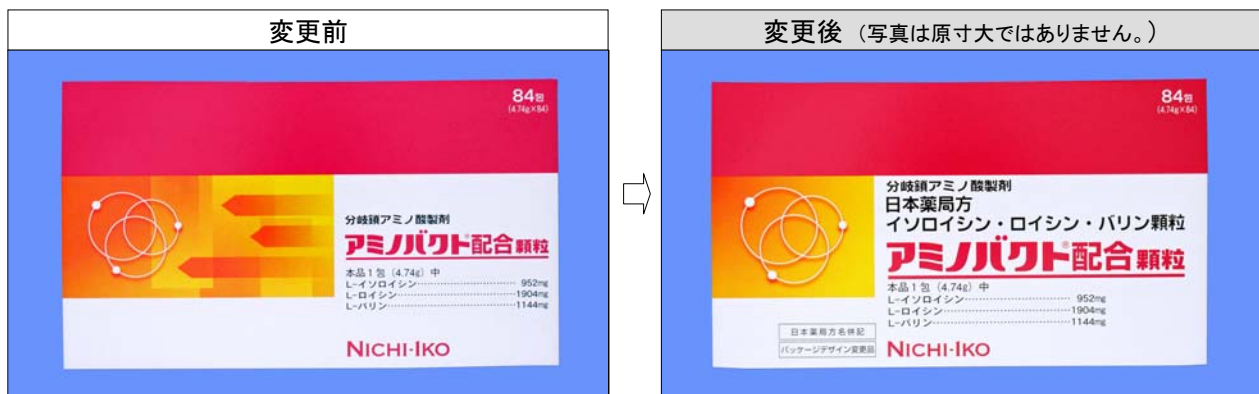 変更前
84包
(4.74g×84)
分岐鎖アミノ酸製剤
アミノバクト®配合顆粒
本品1包(4.74g)中
L-イソロイシン……………………952mg
L-ロイシン……………………1904mg
L-バリン……………………1144mg
NICHI-IKO
変更後 (写真は原寸大ではありません。)
84包
(4.74g×84)
分岐鎖アミノ酸製剤
日本薬局方
イソロイシン・ロイシン・バリン顆粒
アミノバクト®配合顆粒
本品1包(4.74g)中
L-イソロイシン……………………952mg
L-ロイシン……………………1904mg
L-バリン……………………1144mg
日本薬局方名併記
パッケージデザイン変更品
NICHI-IKO